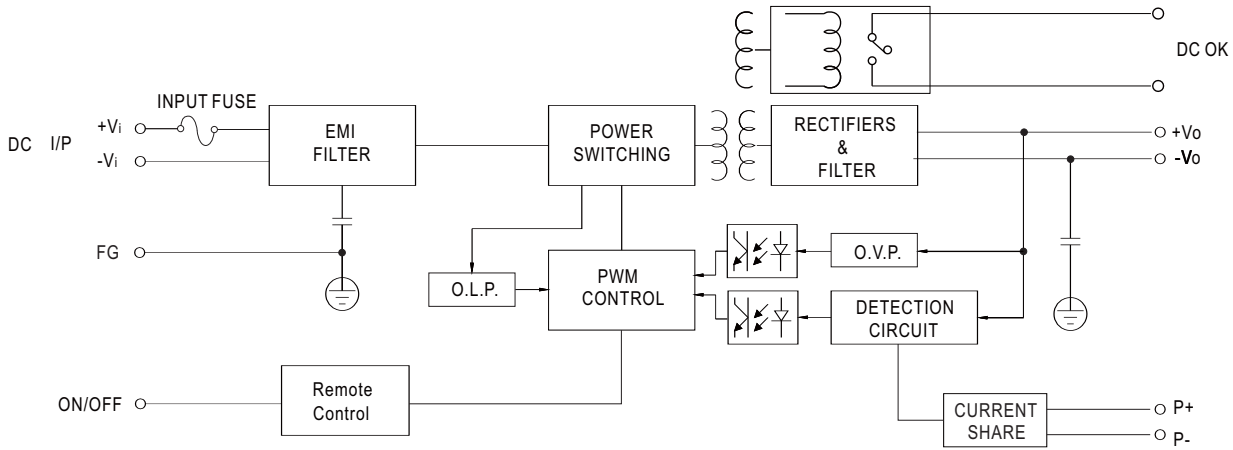 DC OK
INPUT FUSE
DC I/P
+Vi
-Vi
EMI
FILTER
POWER
SWITCHING
RECTIFIERS
&
FILTER
+Vo
-Vo
FG
O.L.P.
PWM
CONTROL
O.V.P.
DETECTION
CIRCUIT
ON/OFF
Remote
Control
CURRENT
SHARE
P+
P-